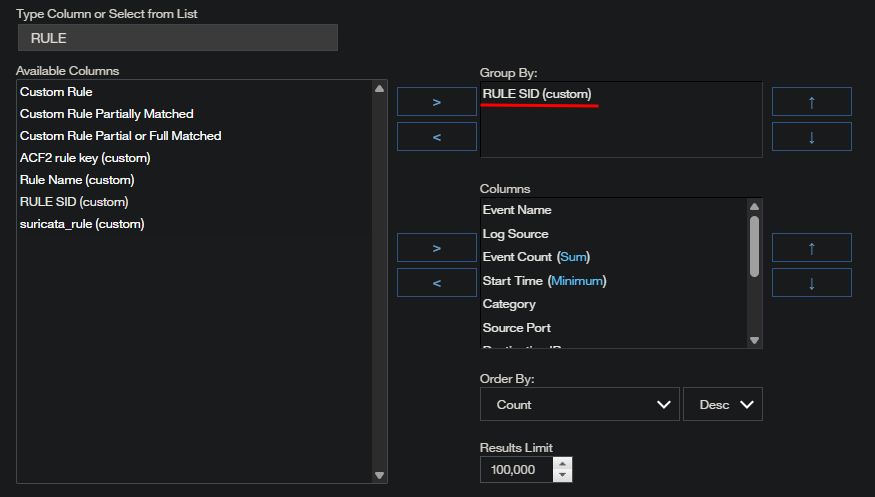 Type Column or Select from List
RULE
Available Columns
Custom Rule
Custom Rule Partially Matched
Custom Rule Partial or Full Matched
ACF2 rule key (custom)
Rule Name (custom)
RULE SID (custom)
suricata_rule (custom)
>
<
Group By:
RULE SID (custom)
↑
↓
Columns
>
<
Event Name
Log Source
Event Count (Sum)
Start Time (Minimum)
Category
Source Port
↑
↓
Order By:
Count
Desc
Results Limit
100,000